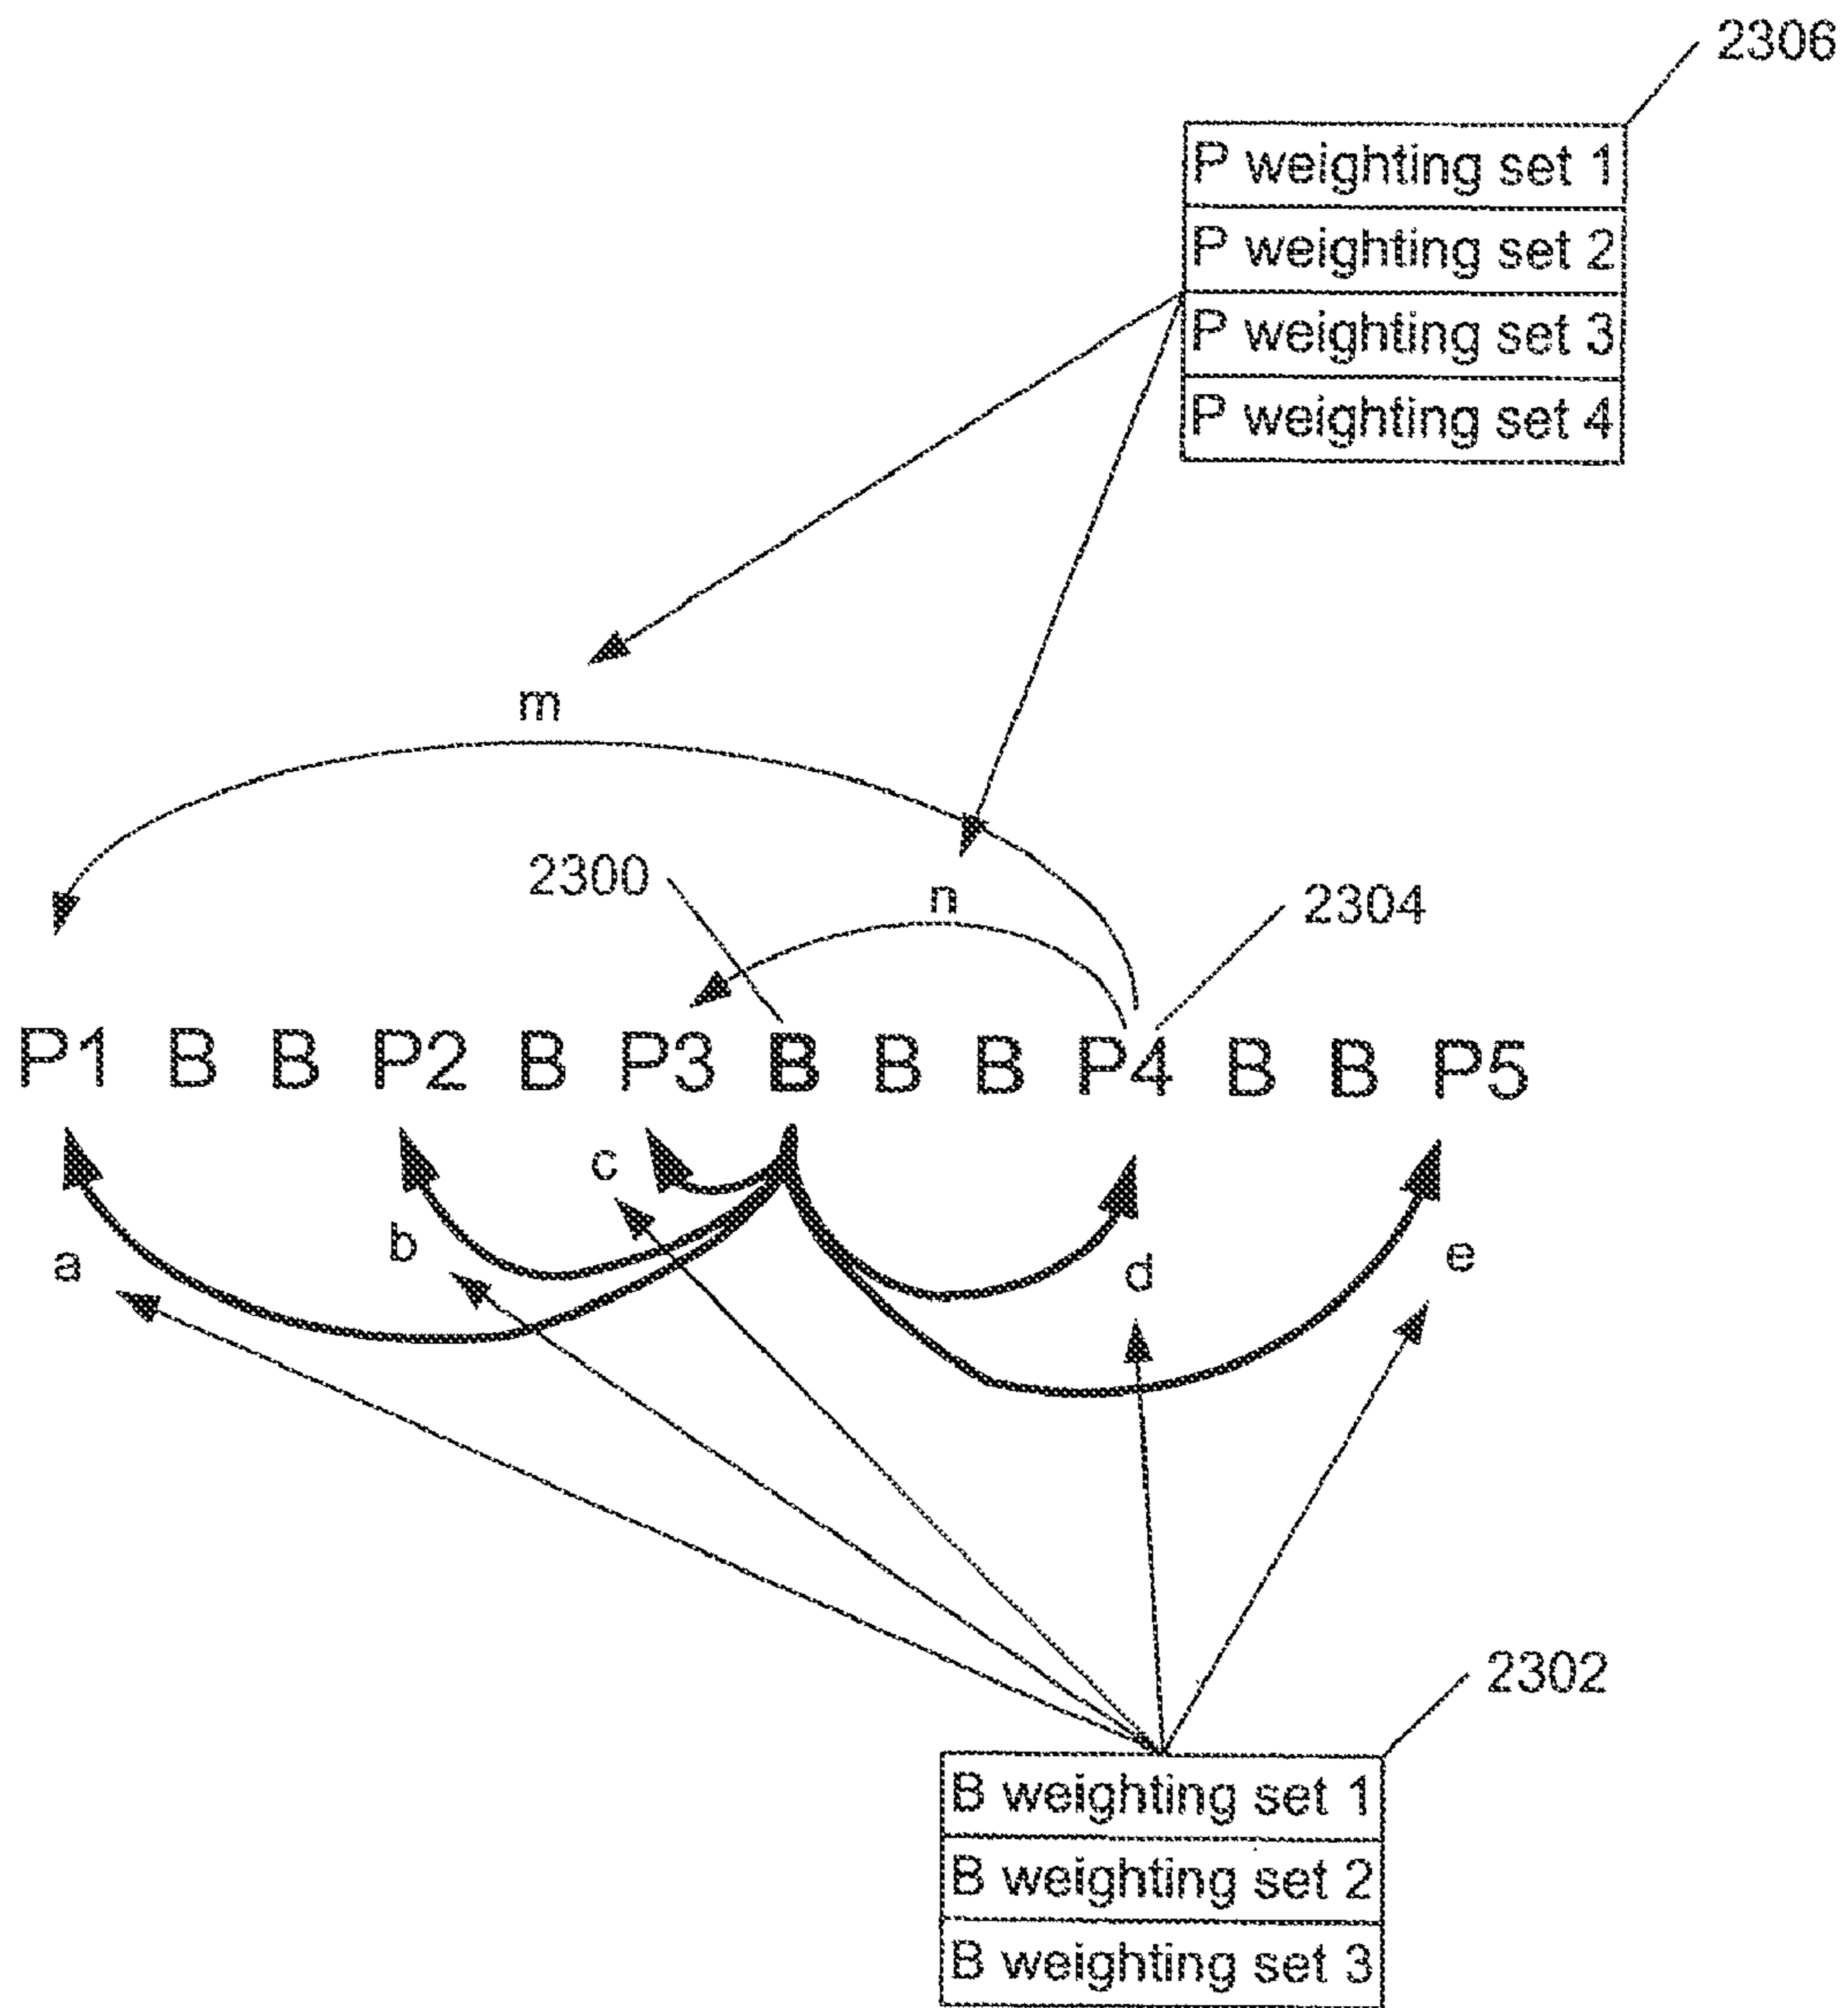 2306
P weighting set 1
P weighting set 2
P weighting set 3
P weighting set 4
m
2300
n
2304
P1 B B P2 B P3 B B B P4 B B P5
c
b
a
d
e
2302
B weighting set 1
B weighting set 2
B weighting set 3